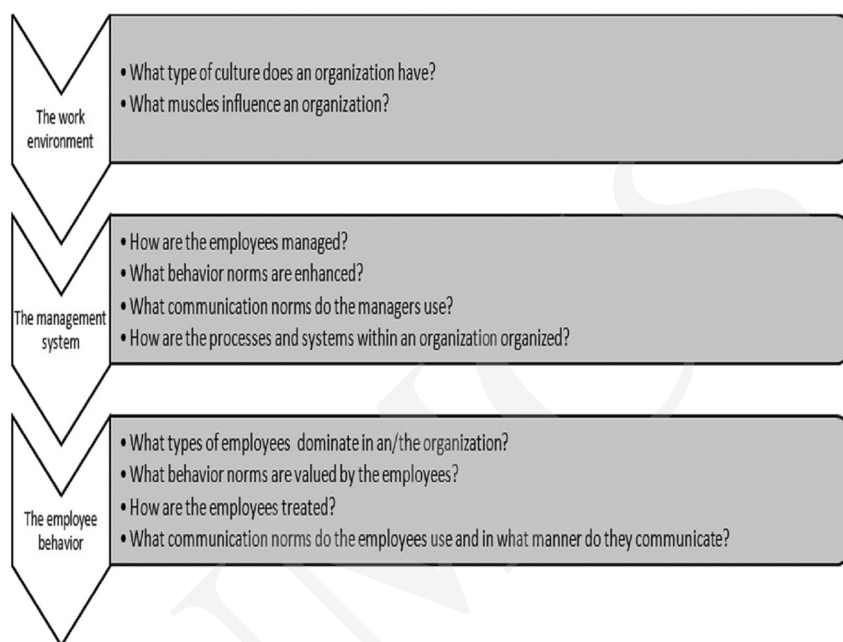 The work
environment
• What type of culture does an organization have?
• What muscles influence an organization?
The management
system
• How are the employees managed?
• What behavior norms are enhanced?
• What communication norms do the managers use?
• How are the processes and systems within an organization organized?
The employee
behavior
• What types of employees dominate in an/the organization?
• What behavior norms are valued by the employees?
• How are the employees treated?
• What communication norms do the employees use and in what manner do they communicate?